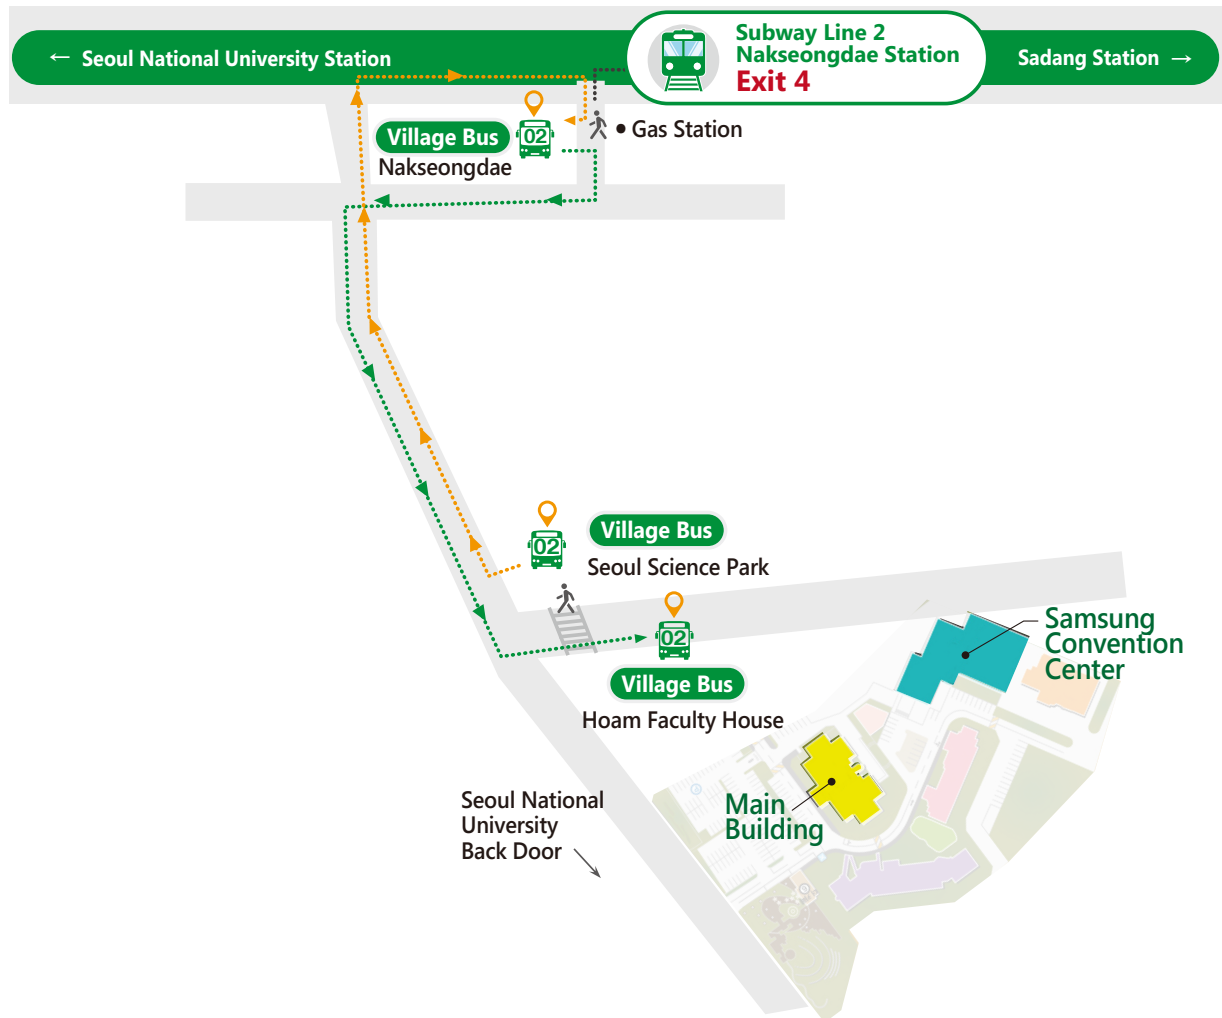 ← Seoul National University Station
Subway Line 2
Nakseongdae Station
Exit 4
Sadang Station →
Village Bus
02
Nakseongdae
• Gas Station
02
Village Bus
Seoul Science Park
02
Village Bus
Hoam Faculty House
Samsung
Convention
Center
Main
Building
Seoul National
University
Back Door